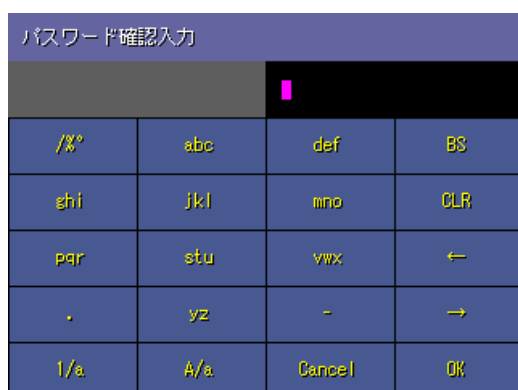 パスワード確認入力
/%° abc def BS
ghi jkl mno CLR
pqr stu vwx ←
. yz - →
1/a A/a Cancel OK